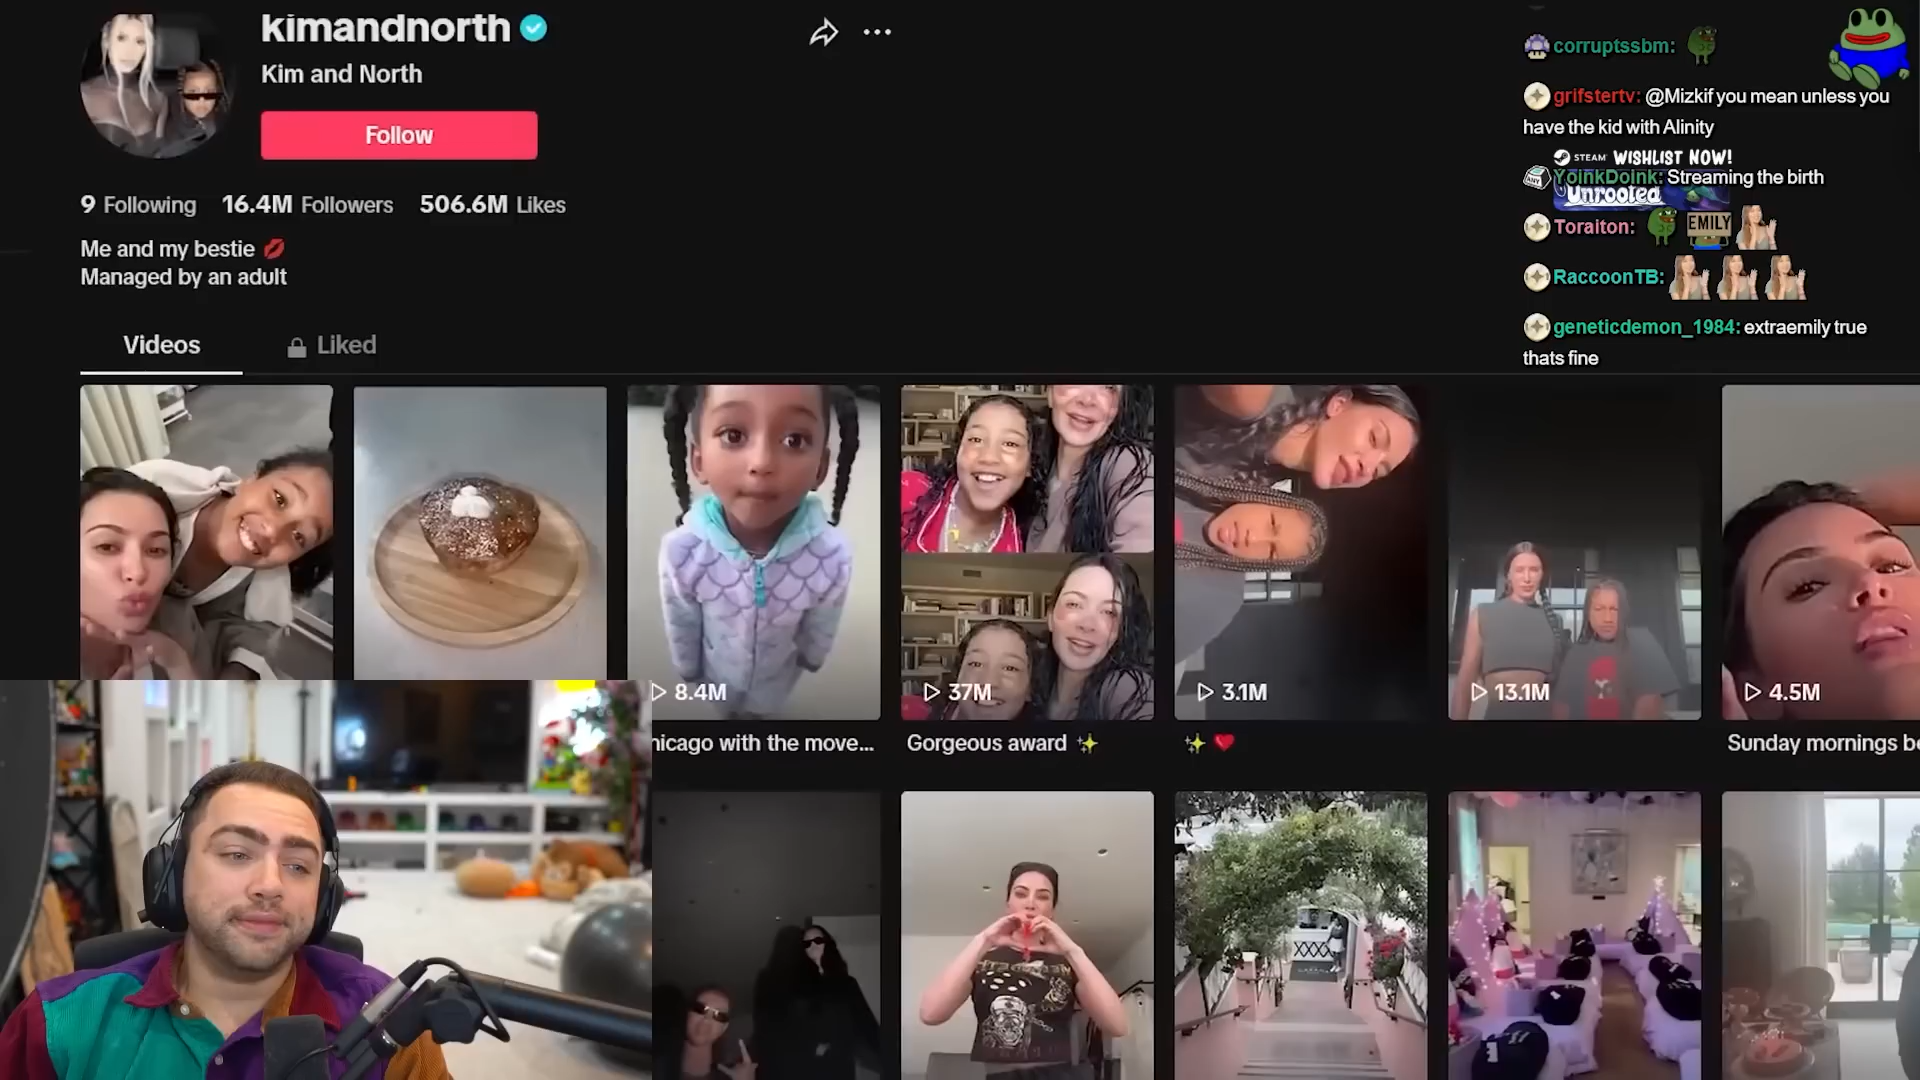 kimandnorth
Kim and North
Follow
9 Following 16.4M Followers 506.6M Likes
Me and my bestie 💋
Managed by an adult
Videos
Liked
8.4M
37M
3.1M
13.1M
4.5M
hicago with the move...
Gorgeous award ✨
✨ ❤️
Sunday mornings be
corruptssbm:
grifstertv: @Mizkif you mean unless you
have the kid with Alinity
STEAM WISHLIST NOW!
YoinkDoink: Streaming the birth
Unrooted
Toraiton: EMILY
RaccoonTB:
geneticdemon_1984: extraemily true
thats fine